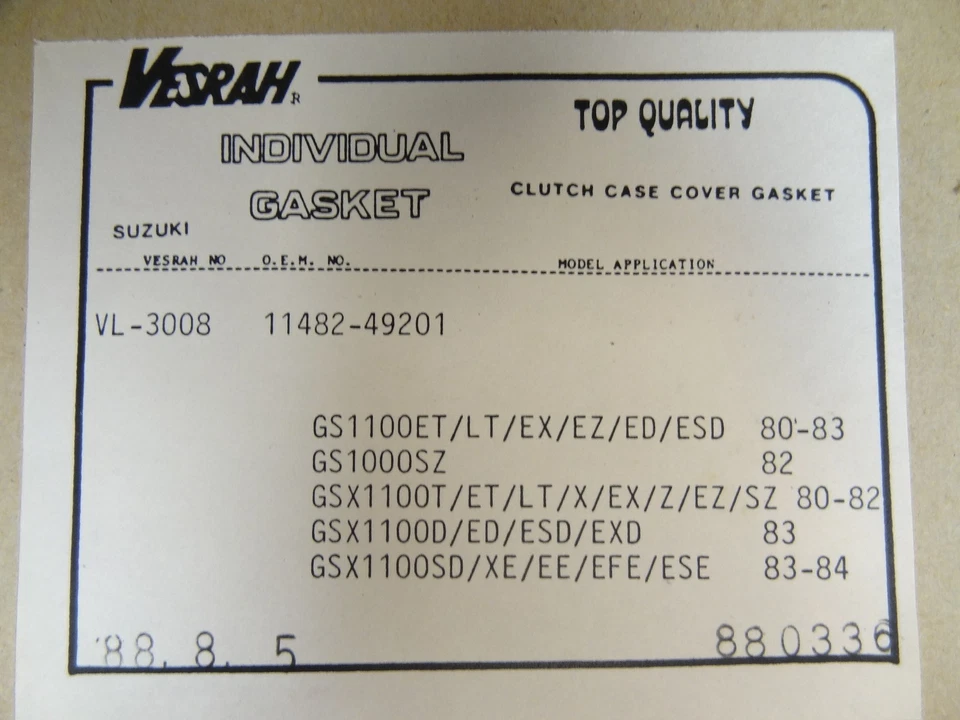 VESRAH R
TOP QUALITY
INDIVIDUAL
GASKET
CLUTCH CASE COVER GASKET
SUZUKI
VESRAH NO O.E.M. NO. MODEL APPLICATION
VL-3008 11482-49201
GS1100ET/LT/EX/EZ/ED/ESD 80'-83
GS1000SZ 82
GSX1100T/ET/LT/X/EX/Z/EZ/SZ 80-82
GSX1100D/ED/ESD/EXD 83
GSX1100SD/XE/EE/EFE/ESE 83-84
'88. 8. 5 880336